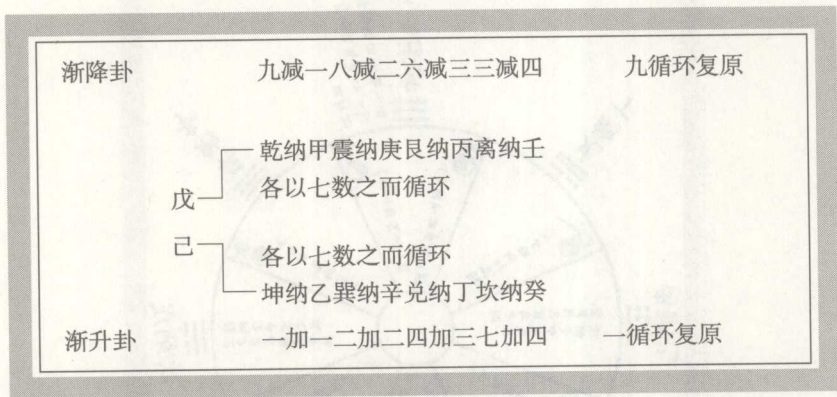 渐降卦 九减一八减二六减三三减四 九循环复原
乾纳甲震纳庚艮纳丙离纳壬
各以七数之而循环
戊
己
各以七数之而循环
坤纳乙巽纳辛兑纳丁坎纳癸
渐升卦 一加一二加二四加三七加四 一循环复原